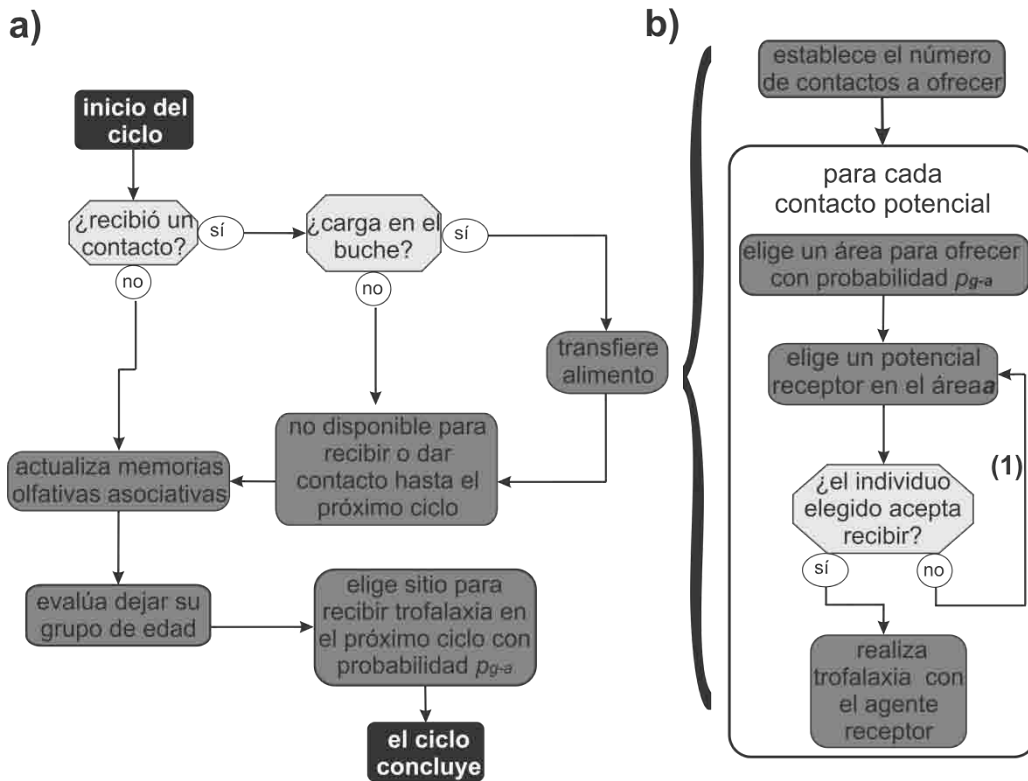 a)
inicio del
ciclo
¿recibió un
contacto?
sí
no
¿carga en el
buche?
sí
no
transfiere
alimento
no disponible para
recibir o dar
contacto hasta el
próximo ciclo
actualiza memorias
olfativas asociativas
evalúa dejar su
grupo de edad
elige sitio para
recibir trofalaxia en
el próximo ciclo con
probabilidad pg-a
el ciclo
concluye
b)
establece el número
de contactos a ofrecer
para cada
contacto potencial
elige un área para ofrecer
con probabilidad pg-a
elige un potencial
receptor en el áreaa
(1)
¿el individuo
elegido acepta
recibir?
sí
no
realiza
trofalaxia con
el agente
receptor